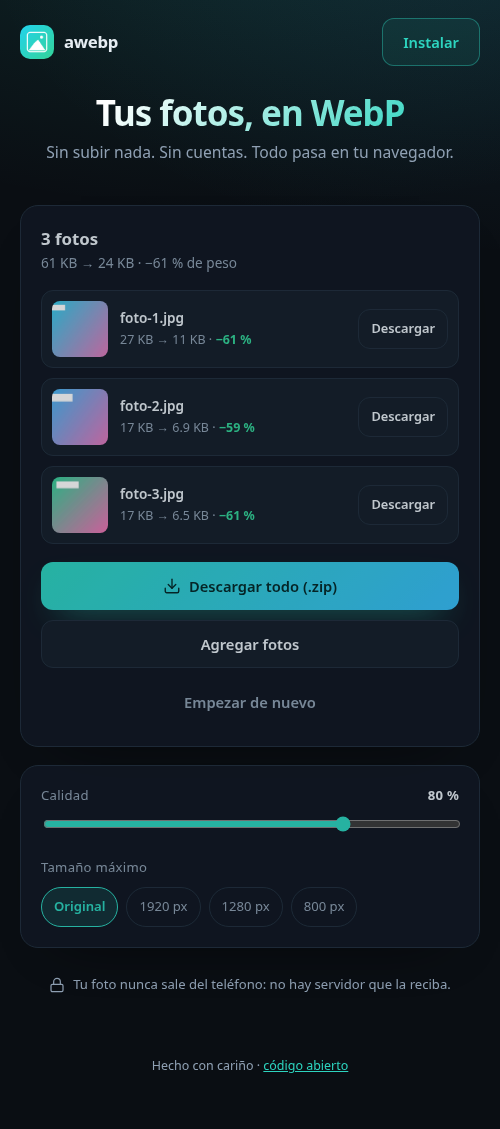 awebp
Instalar
Tus fotos, en WebP
Sin subir nada. Sin cuentas. Todo pasa en tu navegador.
3 fotos
61 KB → 24 KB · −61 % de peso
foto-1.jpg
27 KB → 11 KB · −61 %
Descargar
foto-2.jpg
17 KB → 6.9 KB · −59 %
Descargar
foto-3.jpg
17 KB → 6.5 KB · −61 %
Descargar
Descargar todo (.zip)
Agregar fotos
Empezar de nuevo
Calidad
80 %
Tamaño máximo
Original
1920 px
1280 px
800 px
Tu foto nunca sale del teléfono: no hay servidor que la reciba.
Hecho con cariño · código abierto